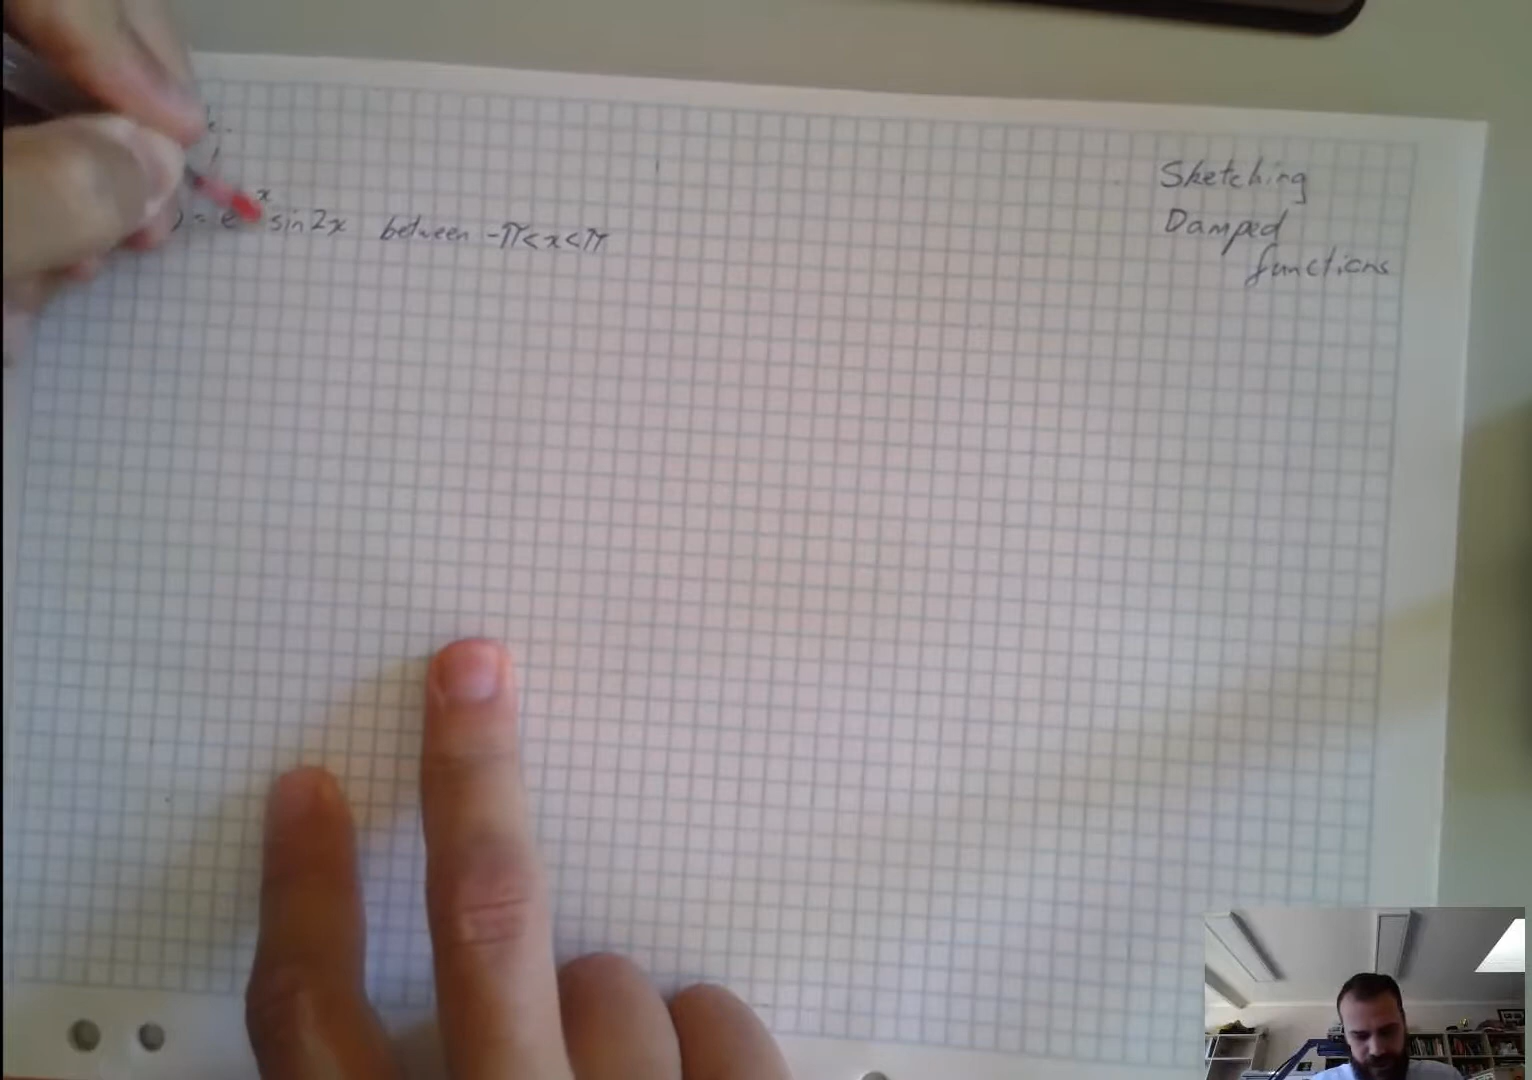 ) = e^x sin 2x between -π<x<π
Sketching
Damped
functions